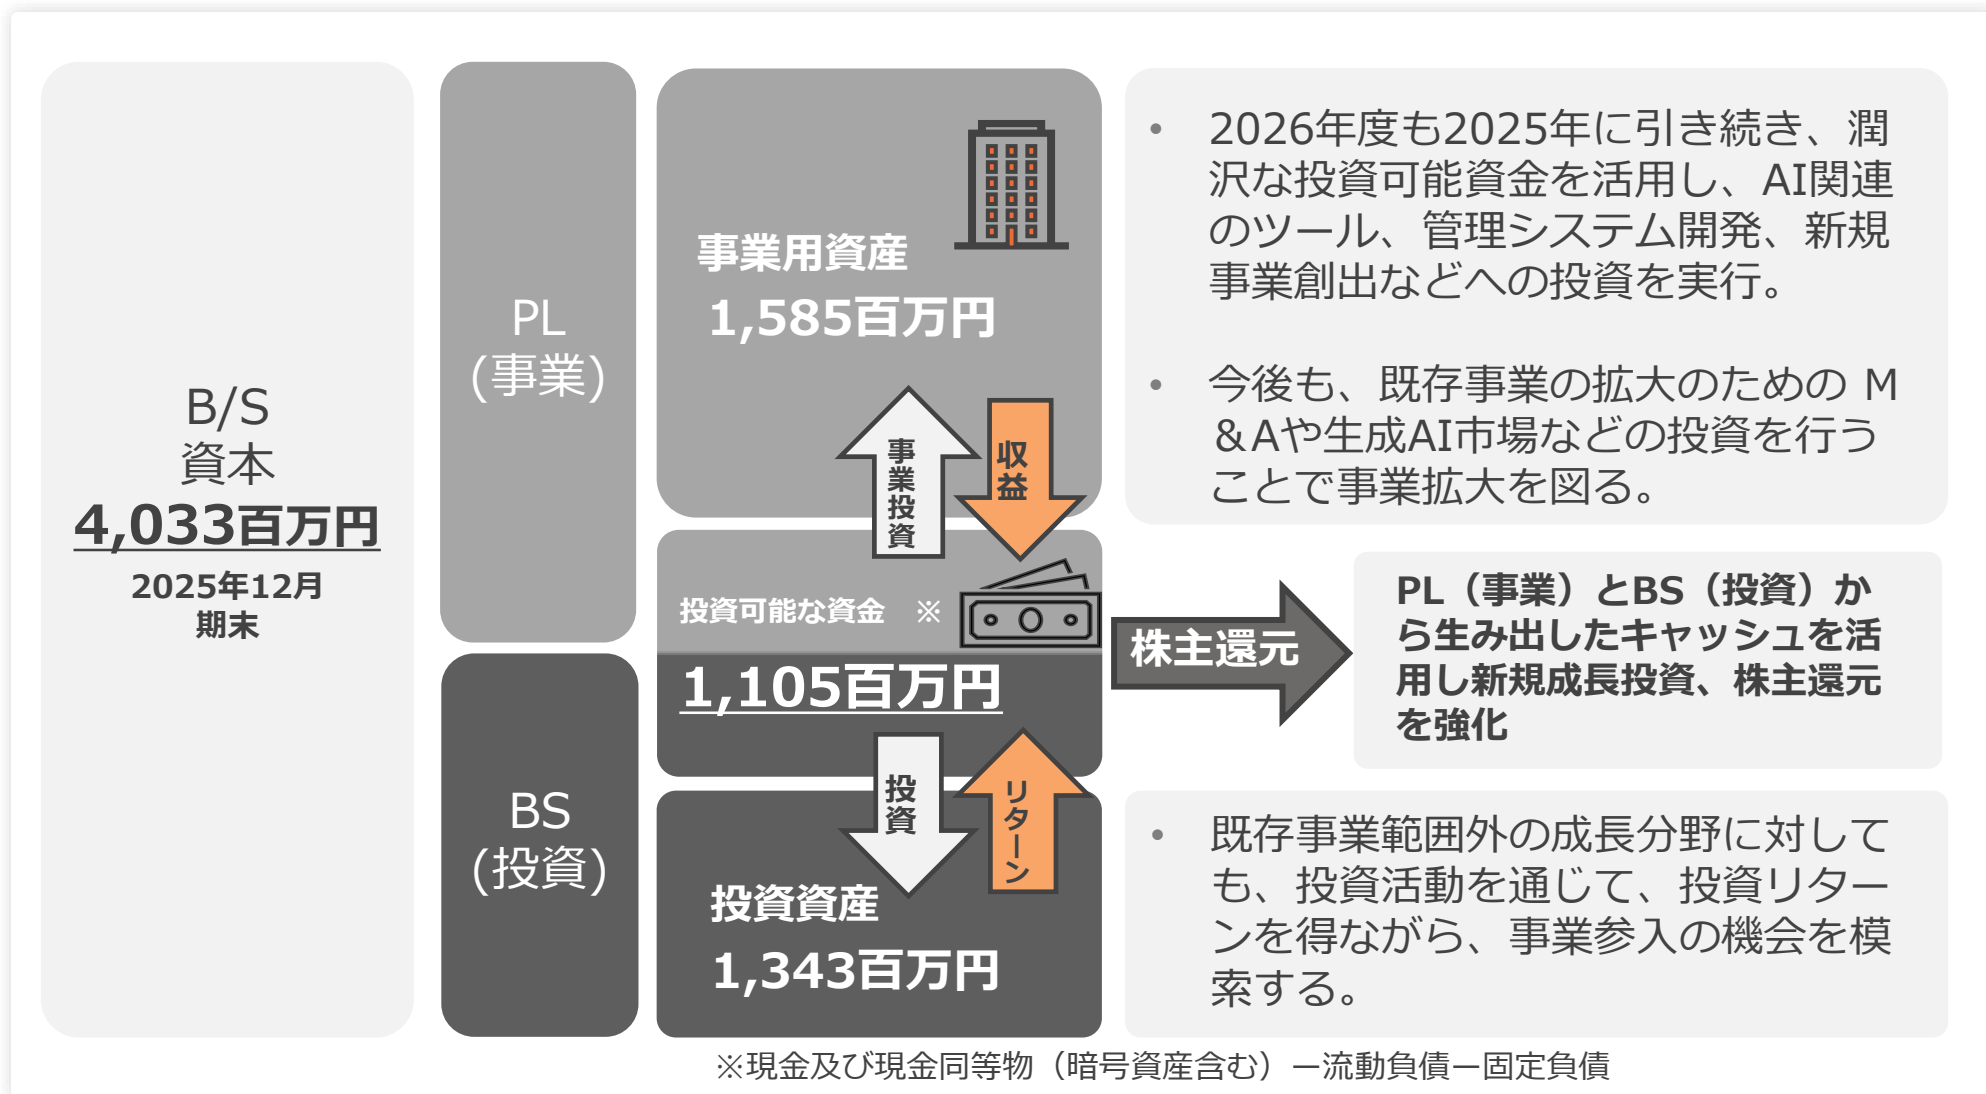 B/S
資本
4,033百万円
2025年12月
期末
PL
(事業)
BS
(投資)
事業用資産
1,585百万円
事業投資
収益
投資可能な資金　※
1,105百万円
投資
リターン
投資資産
1,343百万円
• 2026年度も2025年に引き続き、潤
沢な投資可能資金を活用し、AI関連
のツール、管理システム開発、新規
事業創出などへの投資を実行。
• 今後も、既存事業の拡大のための M
＆Aや生成AI市場などの投資を行う
ことで事業拡大を図る。
株主還元
PL（事業）とBS（投資）か
ら生み出したキャッシュを活
用し新規成長投資、株主還元
を強化
• 既存事業範囲外の成長分野に対して
も、投資活動を通じて、投資リター
ンを得ながら、事業参入の機会を模
索する。
※現金及び現金同等物（暗号資産含む）ー流動負債ー固定負債